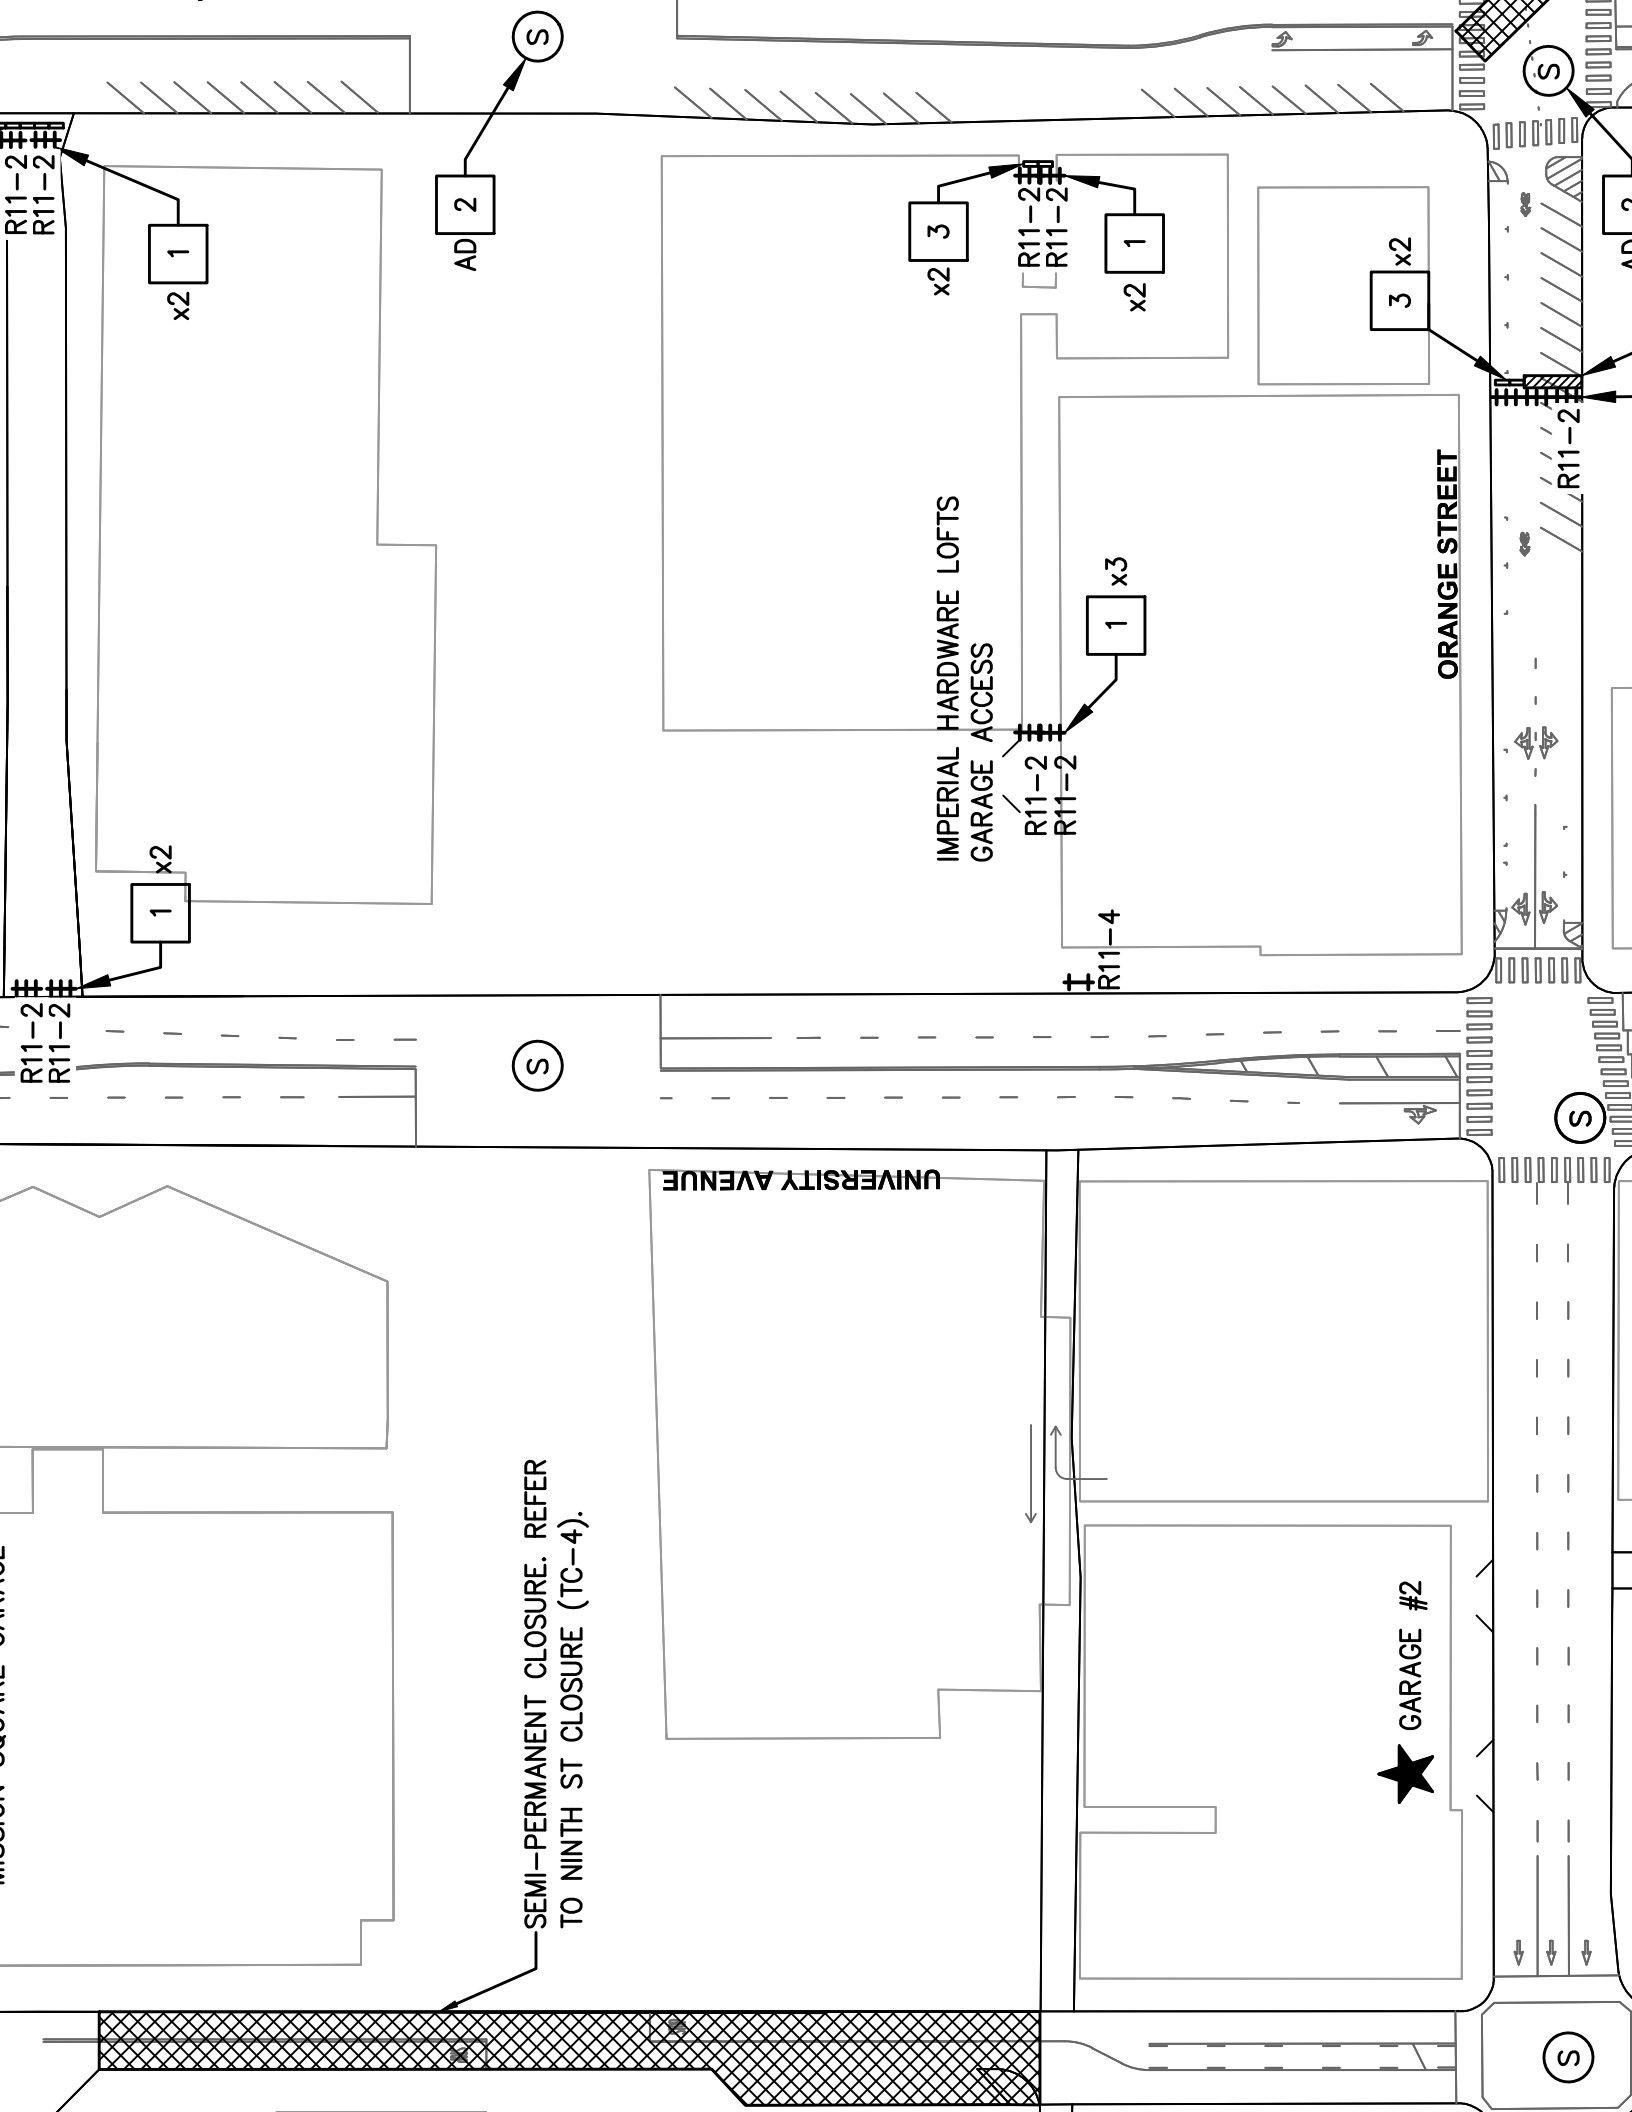 R11-2
R11-2
1
x2
S
2
AD
3
x2
R11-2
R11-2
1
x2
S
2
AD
3
x2
R11-2
ORANGE STREET
IMPERIAL HARDWARE LOFTS
GARAGE ACCESS
R11-2
R11-2
1
x3
1
x2
R11-2
R11-2
R11-4
S
S
UNIVERSITY AVENUE
SEMI-PERMANENT CLOSURE. REFER
TO NINTH ST CLOSURE (TC-4).
GARAGE #2
S